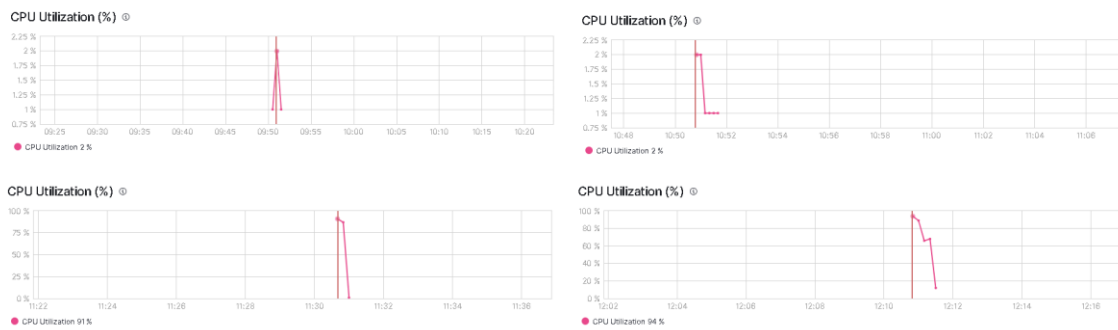 CPU Utilization (%)
2.25 %
2 %
1.75 %
1.5 %
1.25 %
1 %
0.75 %
09:25 09:30 09:35 09:40 09:45 09:50 09:55 10:00 10:05 10:10 10:15 10:20
CPU Utilization 2 %
CPU Utilization (%)
2.25 %
2 %
1.75 %
1.5 %
1.25 %
1 %
0.75 %
10:48 10:50 10:52 10:54 10:56 10:58 11:00 11:02 11:04 11:06
CPU Utilization 2 %
CPU Utilization (%)
100 %
75 %
50 %
25 %
0 %
11:22 11:24 11:26 11:28 11:30 11:32 11:34 11:36
CPU Utilization 91 %
CPU Utilization (%)
100 %
80 %
60 %
40 %
20 %
0 %
12:02 12:04 12:06 12:08 12:10 12:12 12:14 12:16
CPU Utilization 94 %